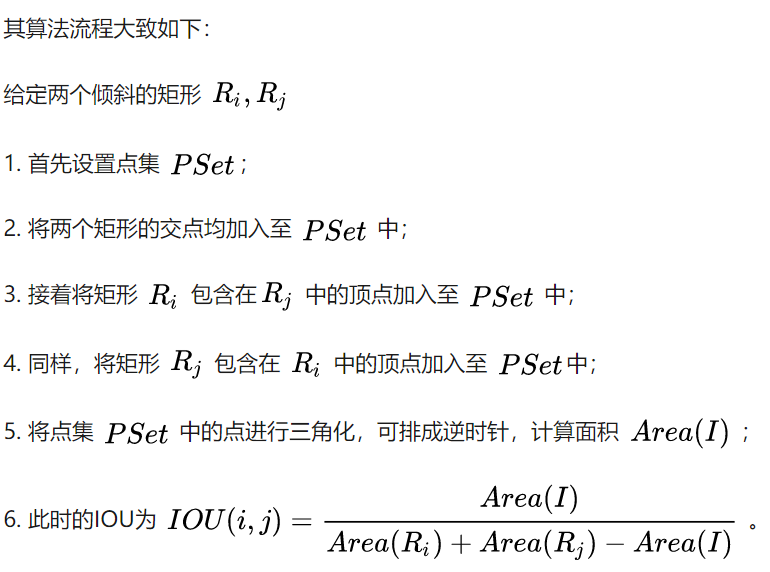 其算法流程大致如下:
给定两个倾斜的矩形 R_i, R_j
1. 首先设置点集 PSet;
2. 将两个矩形的交点均加入至 PSet 中;
3. 接着将矩形 R_i 包含在 R_j 中的顶点加入至 PSet 中;
4. 同样，将矩形 R_j 包含在 R_i 中的顶点加入至 PSet中;
5. 将点集 PSet 中的点进行三角化，可排成逆时针，计算面积 Area(I) ;
6. 此时的IOU为 IOU(i, j) = \frac{Area(I)}{Area(R_i) + Area(R_j) - Area(I)} 。